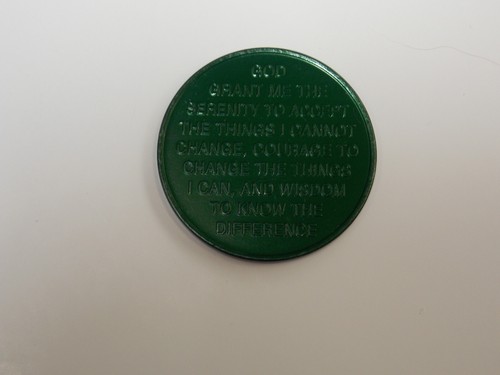 GOD
GRANT ME THE
SERENITY TO ACCEPT
THE THINGS I CANNOT
CHANGE, COURAGE TO
CHANGE THE THINGS
I CAN, AND WISDOM
TO KNOW THE
DIFFERENCE